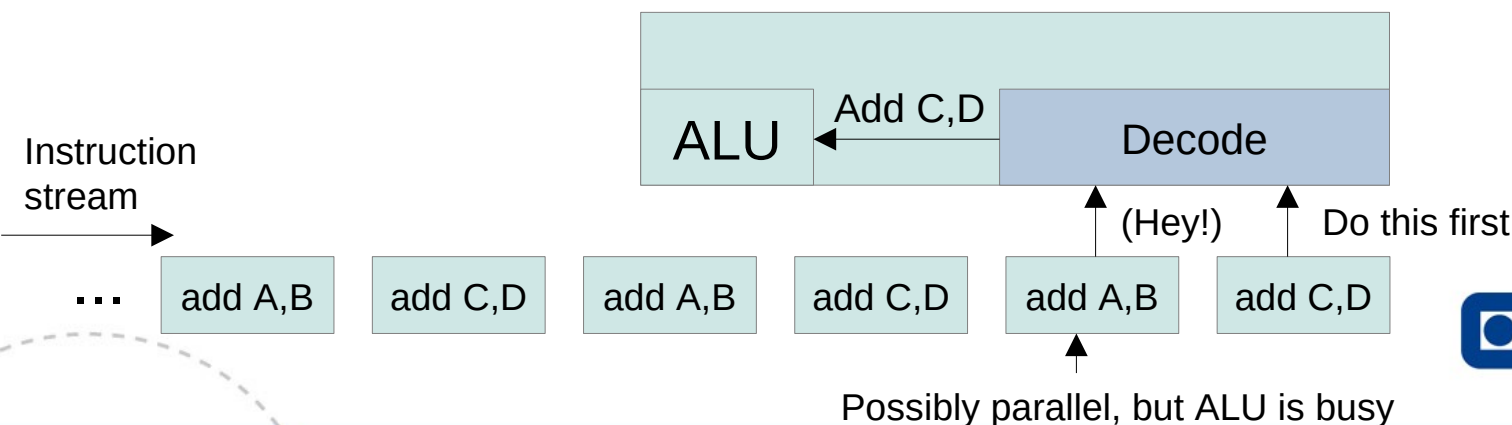 Add C,D
ALU
Decode
Instruction
stream
(Hey!)
Do this first
... add A,B add C,D add A,B add C,D add A,B add C,D
Possibly parallel, but ALU is busy